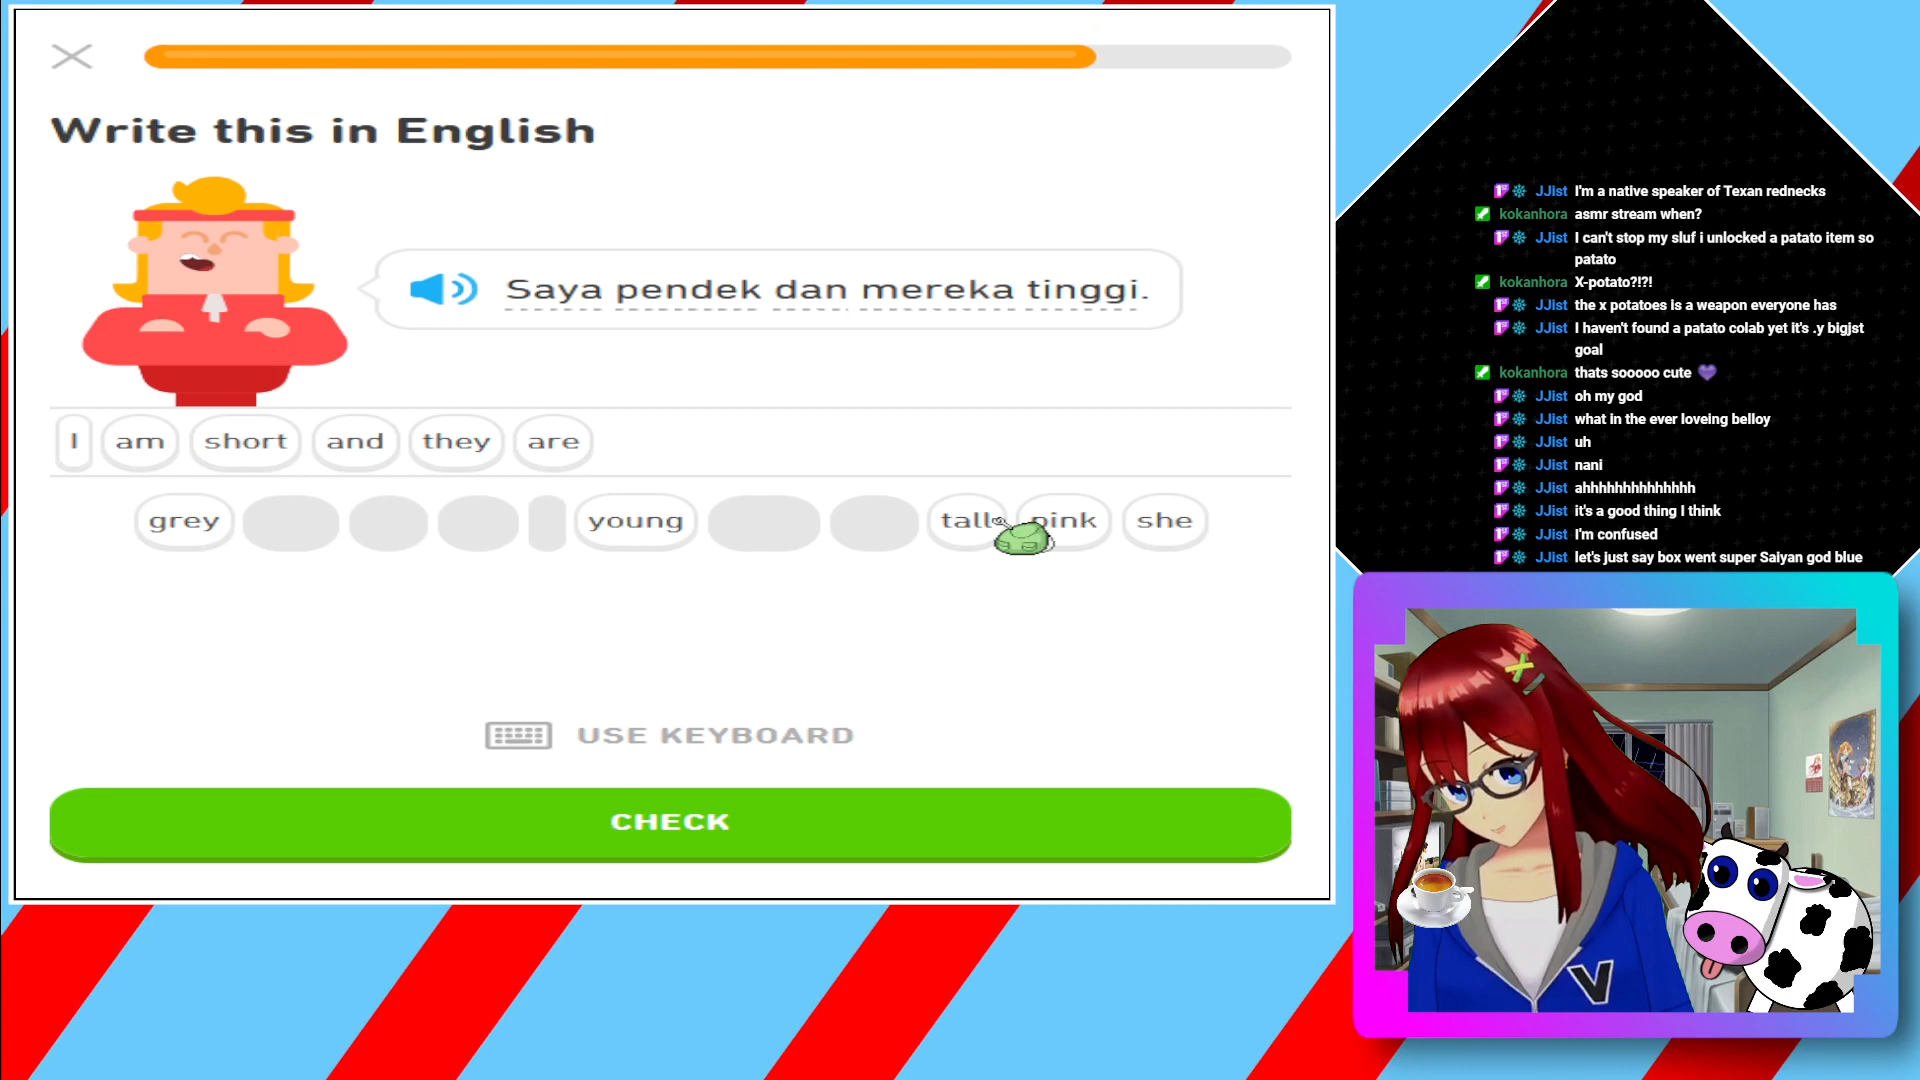 Write this in English
Saya pendek dan mereka tinggi.
I am short and they are
grey young tall pink she
USE KEYBOARD
CHECK
JJIst I'm a native speaker of Texan rednecks
kokanhora asmr stream when?
JJIst I can't stop my sluf i unlocked a patato item so
patato
kokanhora X-potato?!?!
JJIst the x potatoes is a weapon everyone has
JJIst I haven't found a patato colab yet it's .y bigjst
goal
kokanhora thats sooooo cute 💜
JJIst oh my god
JJIst what in the ever loveing belloy
JJIst uh
JJIst nani
JJIst ahhhhhhhhhhhhhh
JJIst it's a good thing I think
JJIst I'm confused
JJIst let's just say box went super Saiyan god blue
V